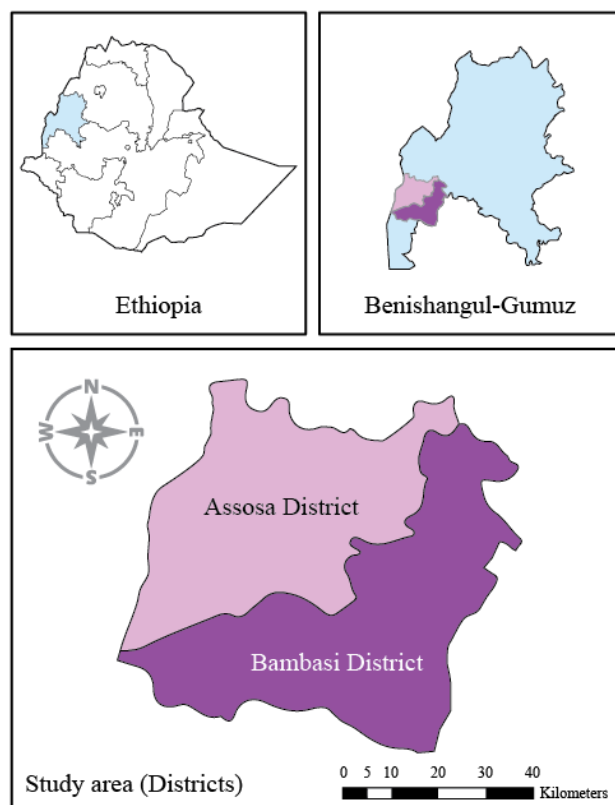 Ethiopia
Benishangul-Gumuz
N
W
E
S
Assosa District
Bambasi District
Study area (Districts)
0 5 10 20 30 40
Kilometers